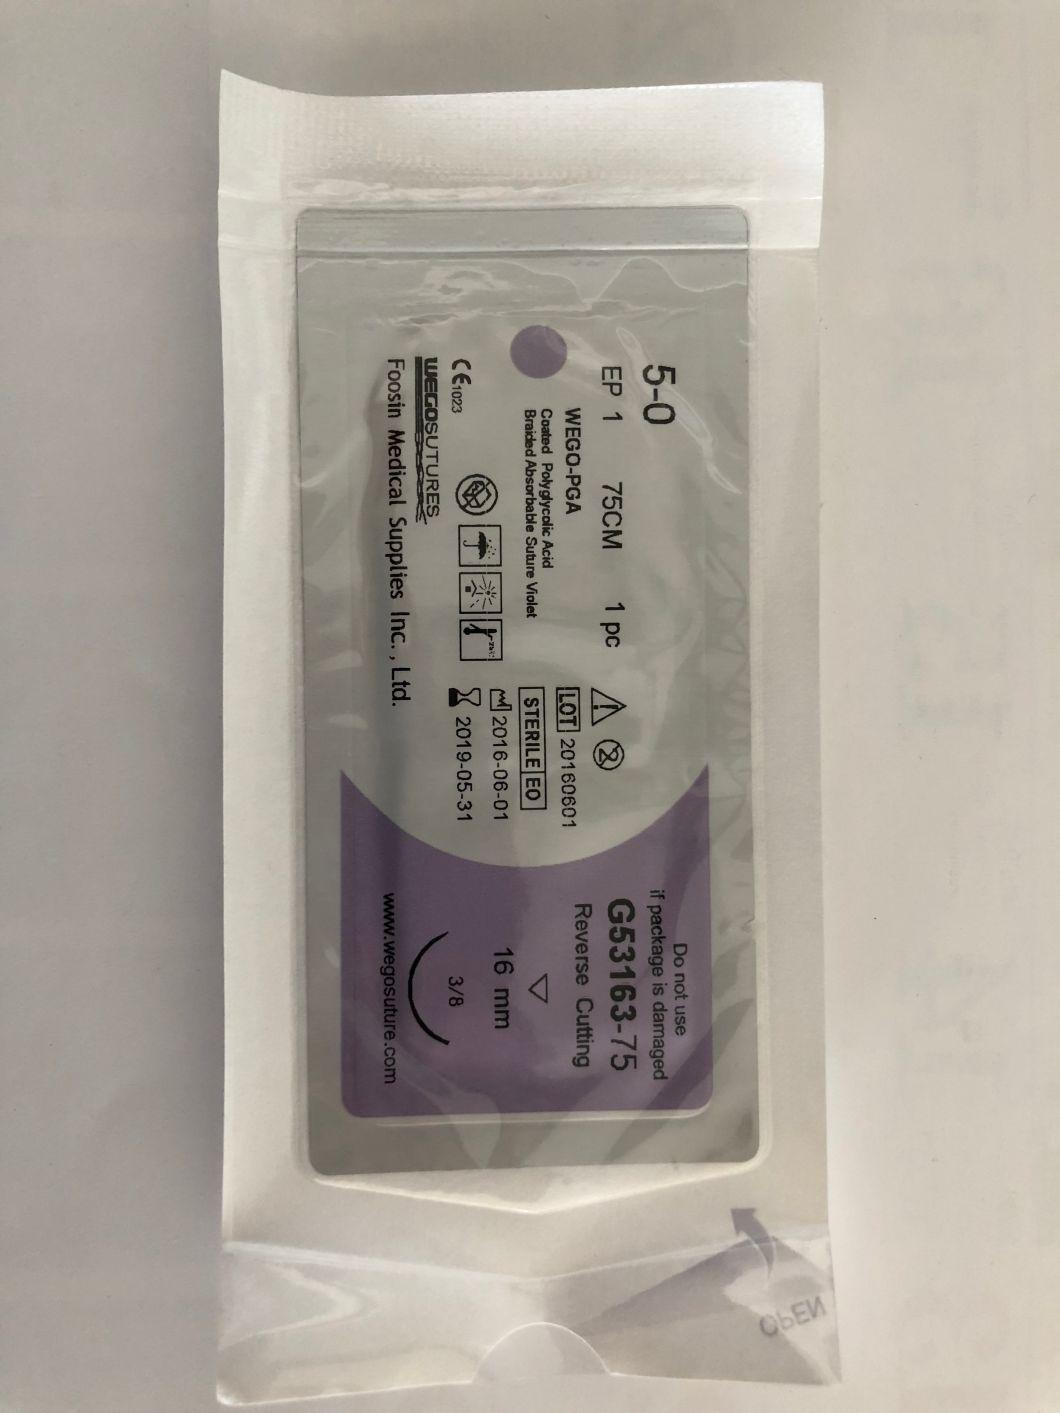 5-0
EP 1 75CM 1 pc
WEGO-PGA
Coated Polyglycolic Acid
Braided Absorbable Suture Violet
CE 1023
WEGOSUTURES
Foosin Medical Supplies Inc., Ltd.
2
LOT 20160601
STERILE EO
2016-06-01
2019-05-31
Do not use
if package is damaged
G53163-75
Reverse Cutting
16 mm
3/8
www.wegosuture.com
OPEN